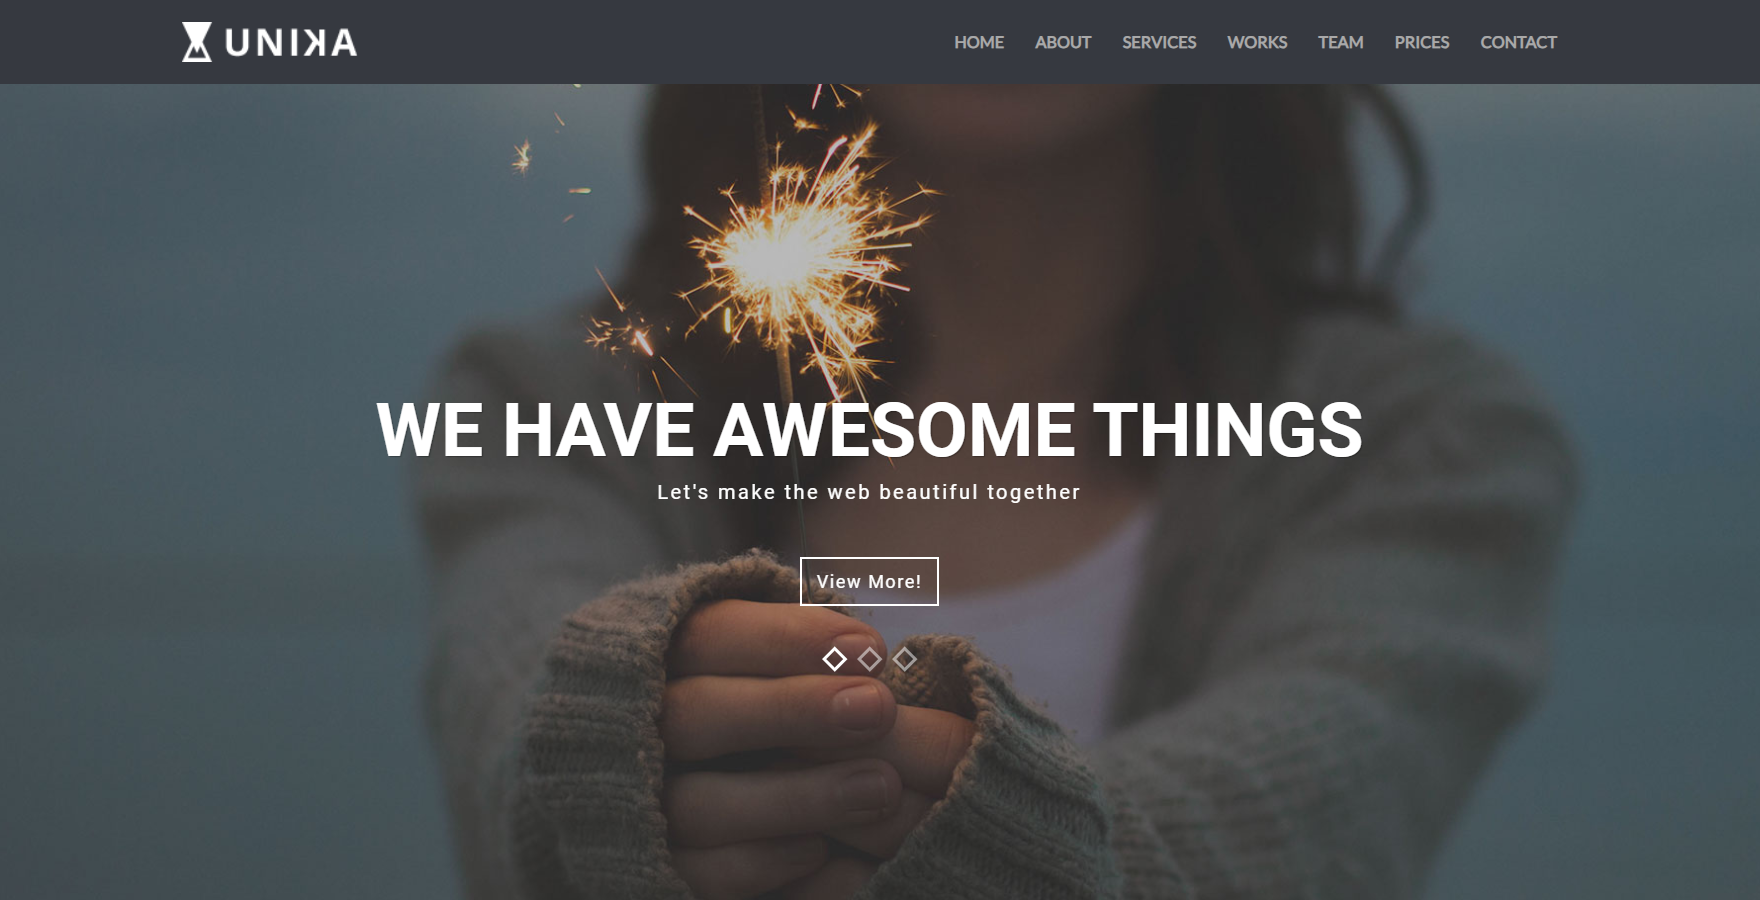 UNIKA
HOME ABOUT SERVICES WORKS TEAM PRICES CONTACT
WE HAVE AWESOME THINGS
Let's make the web beautiful together
View More!